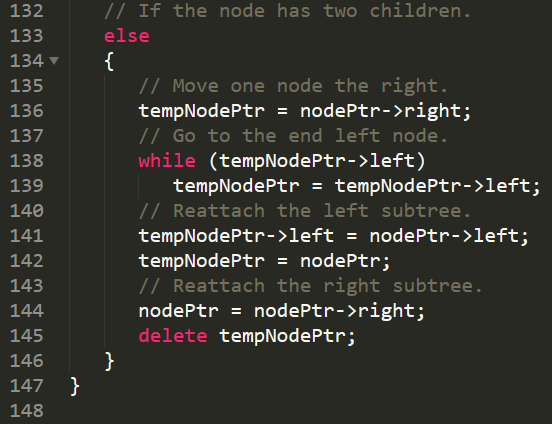 132 // If the node has two children.
133 else
134 {
135 // Move one node the right.
136 tempNodePtr = nodePtr->right;
137 // Go to the end left node.
138 while (tempNodePtr->left)
139 tempNodePtr = tempNodePtr->left;
140 // Reattach the left subtree.
141 tempNodePtr->left = nodePtr->left;
142 tempNodePtr = nodePtr;
143 // Reattach the right subtree.
144 nodePtr = nodePtr->right;
145 delete tempNodePtr;
146 }
147 }
148